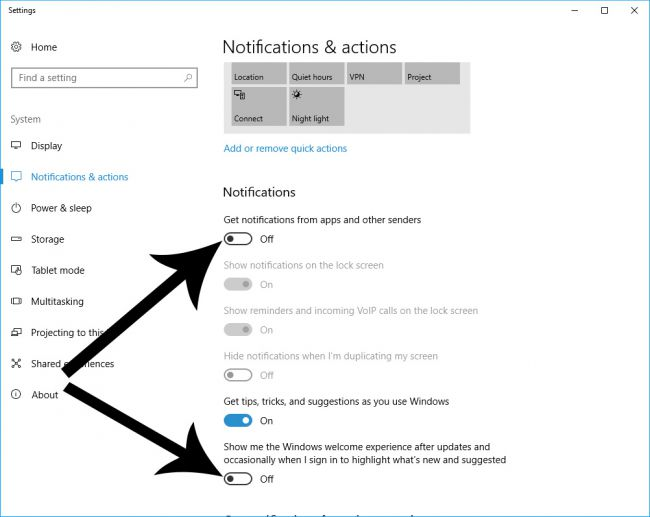 Settings
Home
Find a setting
System
Display
Notifications & actions
Power & sleep
Storage
Tablet mode
Multitasking
Projecting to this
Shared experiences
About
Notifications & actions
Location Quiet hours VPN Project
Connect Night light
Add or remove quick actions
Notifications
Get notifications from apps and other senders
Off
Show notifications on the lock screen
On
Show reminders and incoming VoIP calls on the lock screen
On
Hide notifications when I'm duplicating my screen
Off
Get tips, tricks, and suggestions as you use Windows
On
Show me the Windows welcome experience after updates and
occasionally when I sign in to highlight what's new and suggested
Off